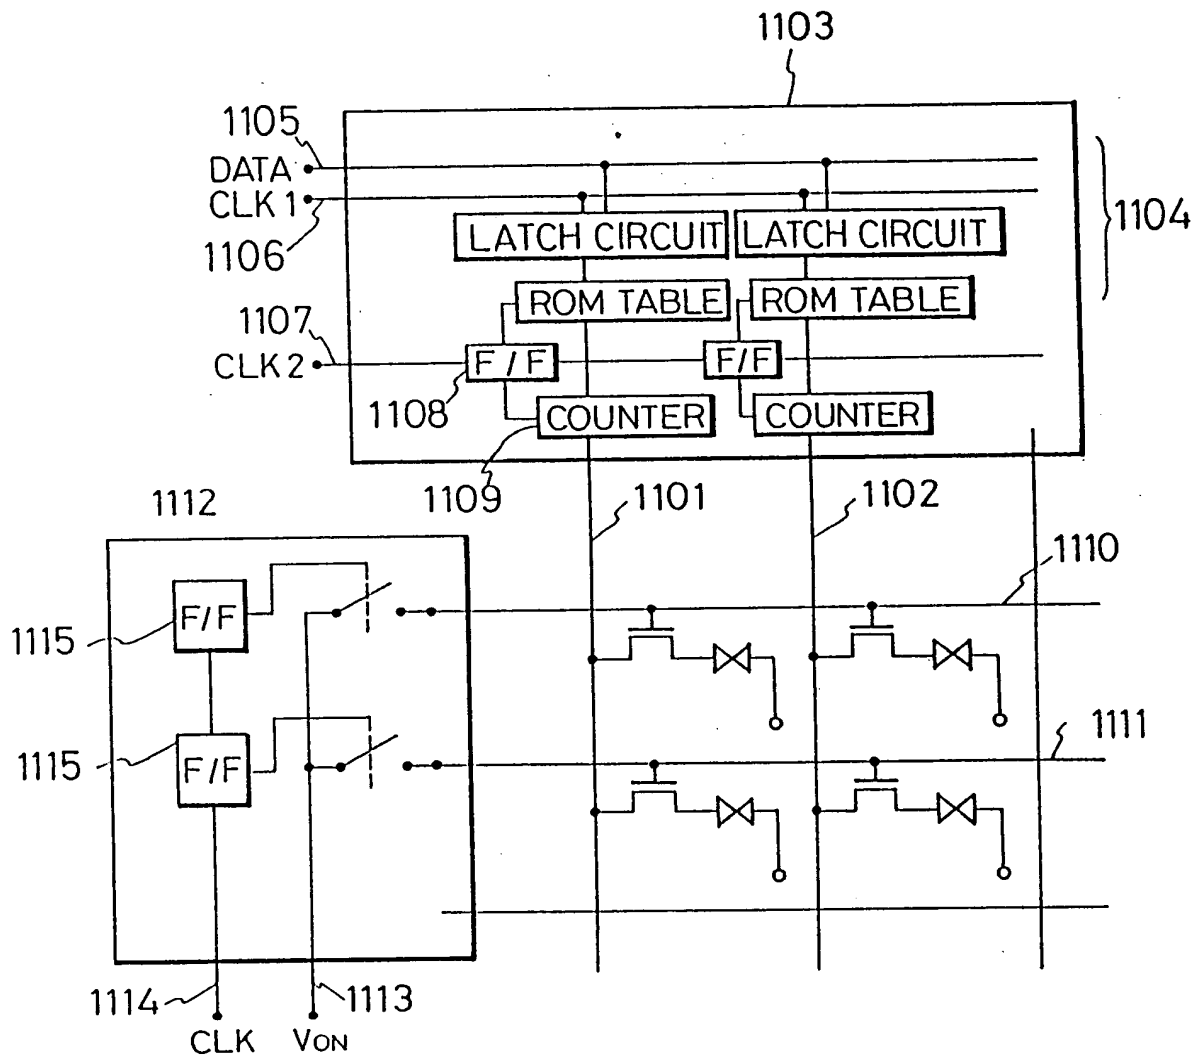 1103
1105
DATA
CLK 1
1106
1104
LATCH CIRCUIT
LATCH CIRCUIT
ROM TABLE
ROM TABLE
1107
CLK 2
F/F
F/F
1108
COUNTER
COUNTER
1109
1101
1102
1112
1110
F/F
1115
1111
F/F
1115
1114
1113
CLK
VON